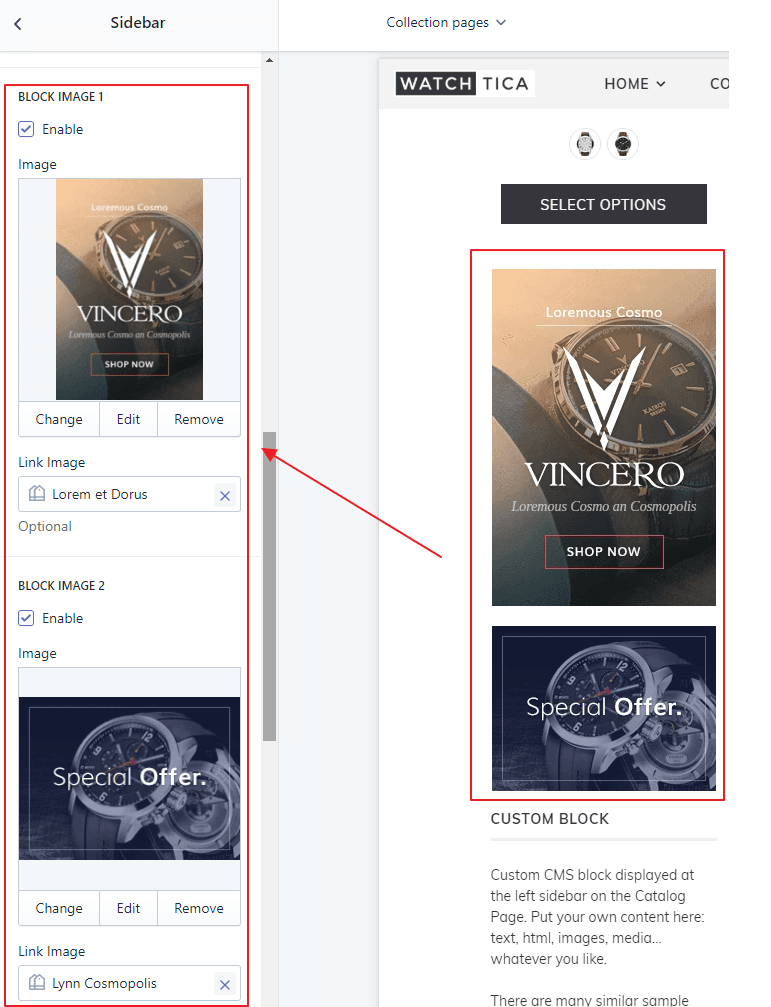 Sidebar
BLOCK IMAGE 1
Enable
Image
Loremous Cosmo
VINCERO
Loremous Cosmo an Cosmopolis
SHOP NOW
Change Edit Remove
Link Image
Lorem et Dorus
Optional
BLOCK IMAGE 2
Enable
Image
Special Offer.
Change Edit Remove
Link Image
Lynn Cosmopolis
Collection pages
WATCH TICA HOME CO
SELECT OPTIONS
Loremous Cosmo
KAIROS
VINCERO
Loremous Cosmo an Cosmopolis
SHOP NOW
Special Offer.
CUSTOM BLOCK
Custom CMS block displayed at
the left sidebar on the Catalog
Page. Put your own content here:
text, html, images, media...
whatever you like.
There are many similar sample